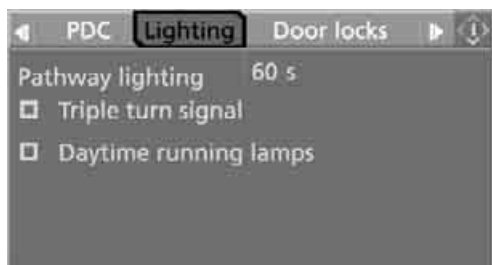 PDC Lighting Door locks
Pathway lighting 60 s
Triple turn signal
Daytime running lamps